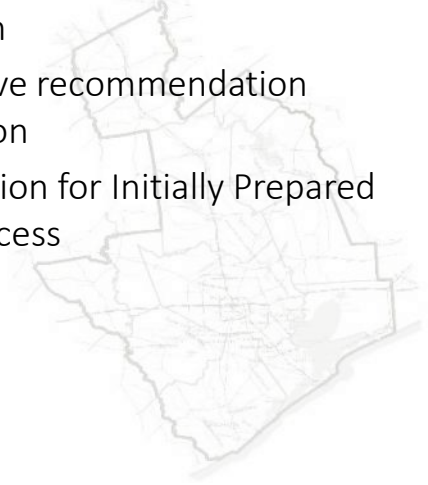 n
ve recommendation
on
ion for Initially Prepared
cess